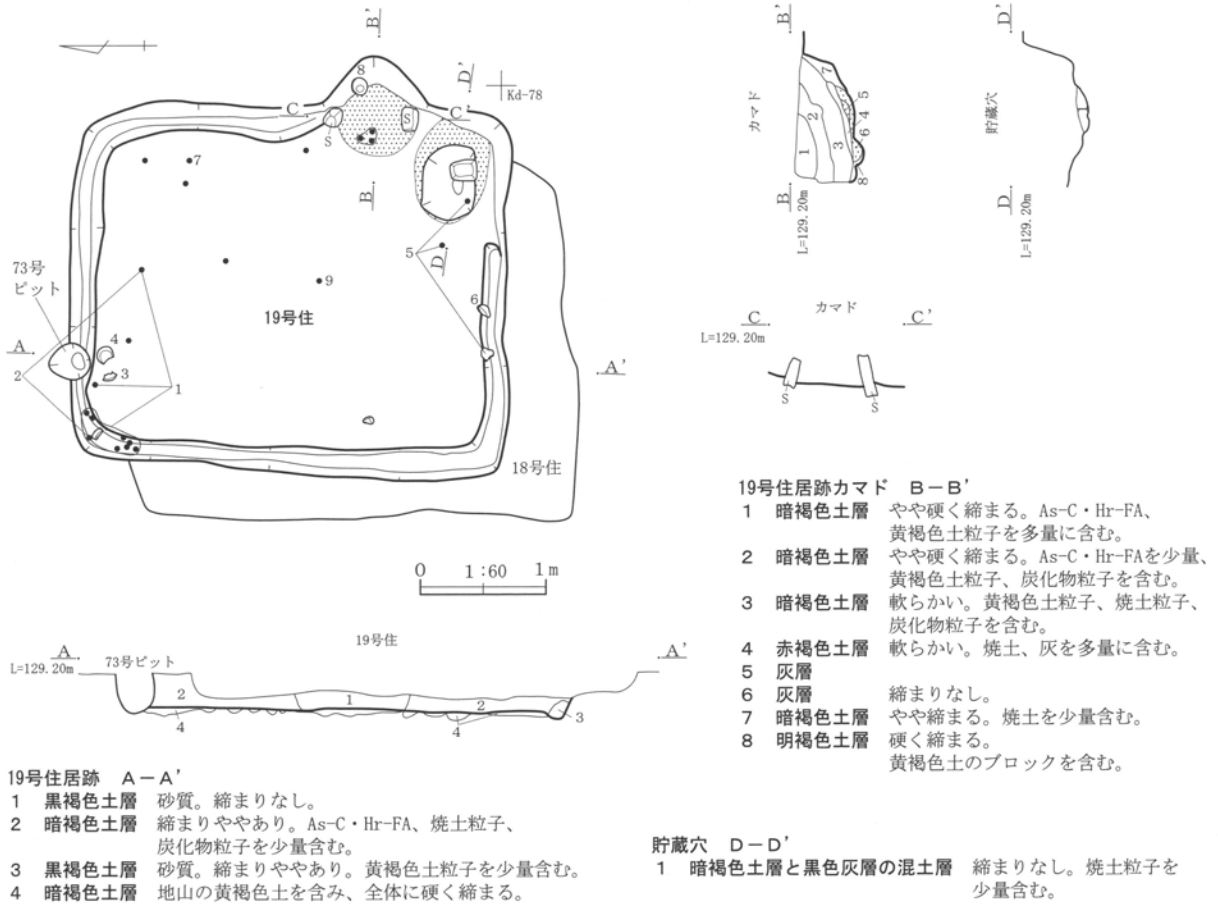 B'
D'
8
Kd-78
C
C'
S
S
7
B
5
D
9
6
73号
ピット
19号住
A
A'
4
2
3
1
18号住
0 1:60 1m
19号住
A
A'
L=129.20m
73号ピット
2
1
2
4
4
3
19号住居跡 A-A'
1 黒褐色土層 砂質。締まりなし。
2 暗褐色土層 締まりややあり。As-C・Hr-FA、焼土粒子、
炭化物粒子を少量含む。
3 黒褐色土層 砂質。締まりややあり。黄褐色土粒子を少量含む。
4 暗褐色土層 地山の黄褐色土を含み、全体に硬く締まる。
B'
カマド
7
5
4
2
6
1
3
8
B
L=129.20m
D'
貯蔵穴
D
L=129.20m
カマド
C
C'
L=129.20m
S
S
19号住居跡カマド B-B'
1 暗褐色土層 やや硬く締まる。As-C・Hr-FA、
黄褐色土粒子を多量に含む。
2 暗褐色土層 やや硬く締まる。As-C・Hr-FAを少量、
黄褐色土粒子、炭化物粒子を含む。
3 暗褐色土層 軟らかい。黄褐色土粒子、焼土粒子、
炭化物粒子を含む。
4 赤褐色土層 軟らかい。焼土、灰を多量に含む。
5 灰層
6 灰層 締まりなし。
7 暗褐色土層 やや締まる。焼土を少量含む。
8 明褐色土層 硬く締まる。
黄褐色土のブロックを含む。
貯蔵穴 D-D'
1 暗褐色土層と黒色灰層の混土層 締まりなし。焼土粒子を
少量含む。